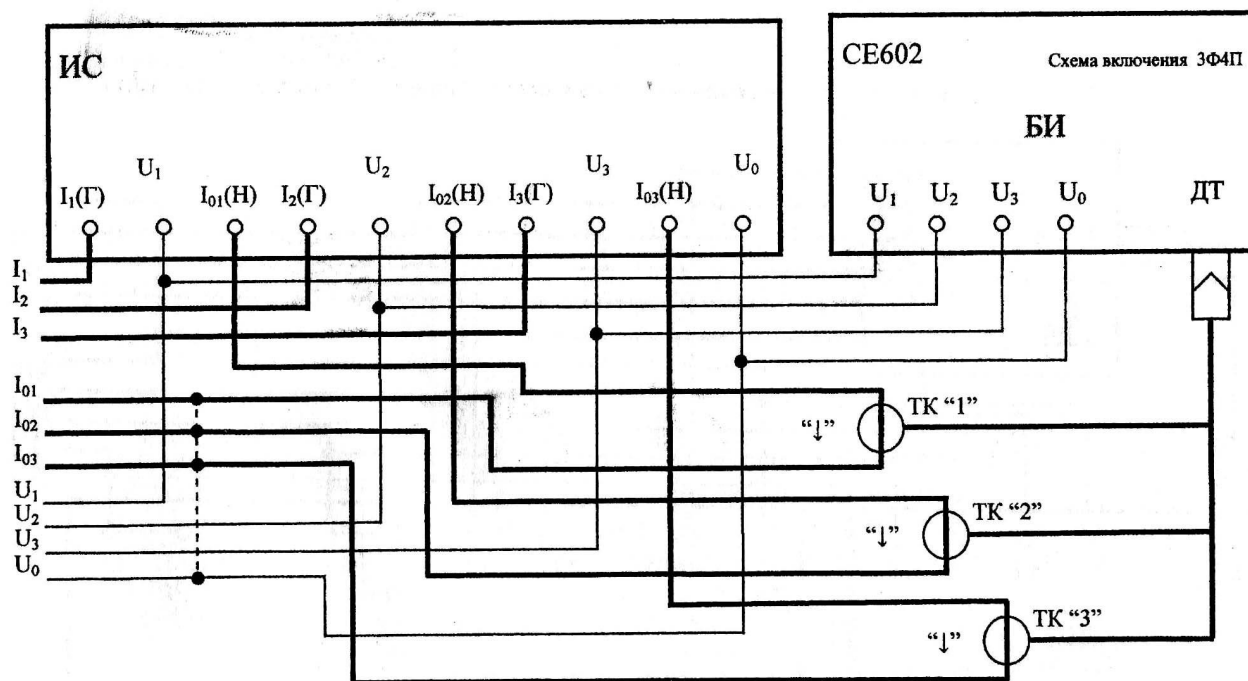 ИС
СЕ602
Схема включения 3Ф4П
БИ
U₁
U₂
U₃
U₀
I₁(Г)
I₀₁(Н)
I₂(Г)
I₀₂(Н)
I₃(Г)
I₀₃(Н)
U₁
U₂
U₃
U₀
ДТ
I₁
I₂
I₃
I₀₁
I₀₂
I₀₃
U₁
U₂
U₃
U₀
ТК “1”
“↓”
ТК “2”
“↓”
ТК “3”
“↓”